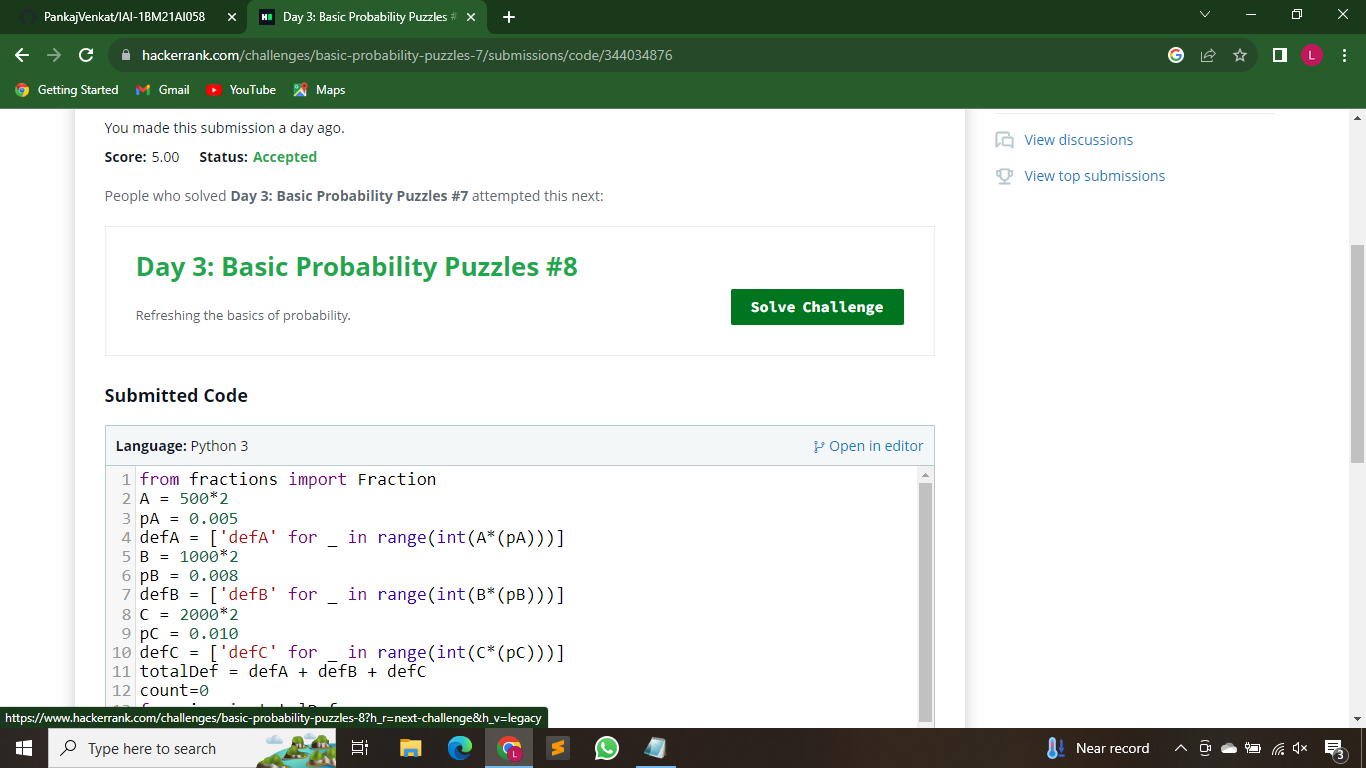 PankajVenkat/IAI-1BM21AI058
Day 3: Basic Probability Puzzles #
hackerrank.com/challenges/basic-probability-puzzles-7/submissions/code/344034876
L
Getting Started
Gmail
YouTube
Maps
You made this submission a day ago.
Score: 5.00 Status: Accepted
People who solved Day 3: Basic Probability Puzzles #7 attempted this next:
Day 3: Basic Probability Puzzles #8
Refreshing the basics of probability.
Solve Challenge
View discussions
View top submissions
Submitted Code
Language: Python 3
Open in editor
1 from fractions import Fraction
2 A = 500*2
3 pA = 0.005
4 defA = ['defA' for _ in range(int(A*(pA)))]
5 B = 1000*2
6 pB = 0.008
7 defB = ['defB' for _ in range(int(B*(pB)))]
8 C = 2000*2
9 pC = 0.010
10 defC = ['defC' for _ in range(int(C*(pC)))]
11 totalDef = defA + defB + defC
12 count=0
https://www.hackerrank.com/challenges/basic-probability-puzzles-8?h_r=next-challenge&h_v=legacy
Type here to search
L
Near record
3